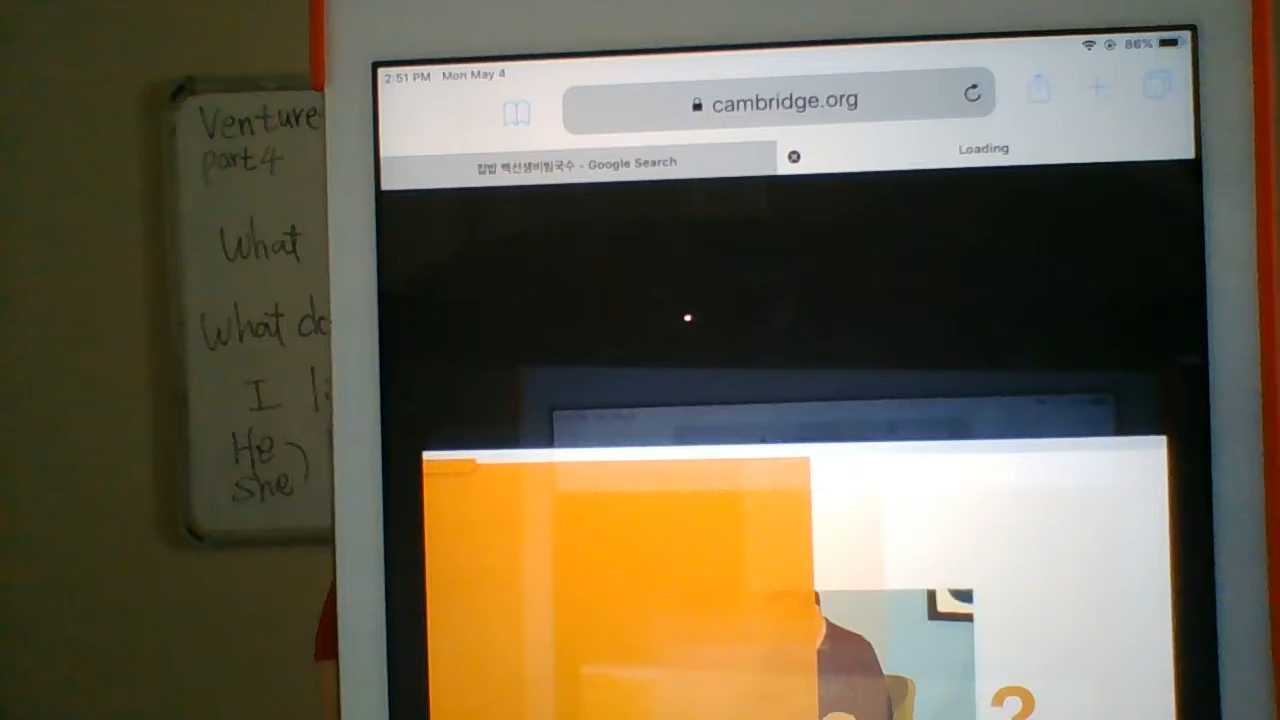 2:51 PM Mon May 4
86%
cambridge.org
집밥 백선생비빔국수 - Google Search
Loading
Venture
part 4
What
What do
I li
He
She
?